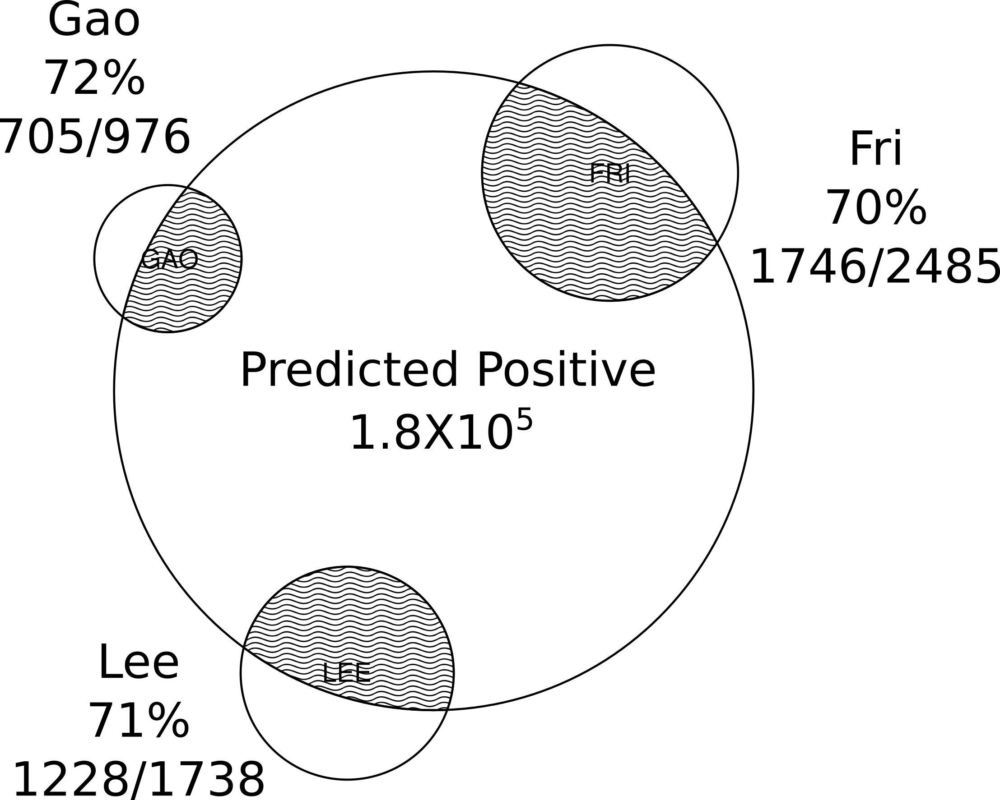 Gao
72%
705/976
Fri
70%
1746/2485
FRI
GAO
Predicted Positive
1.8X10⁵
Lee
71%
1228/1738
LEE